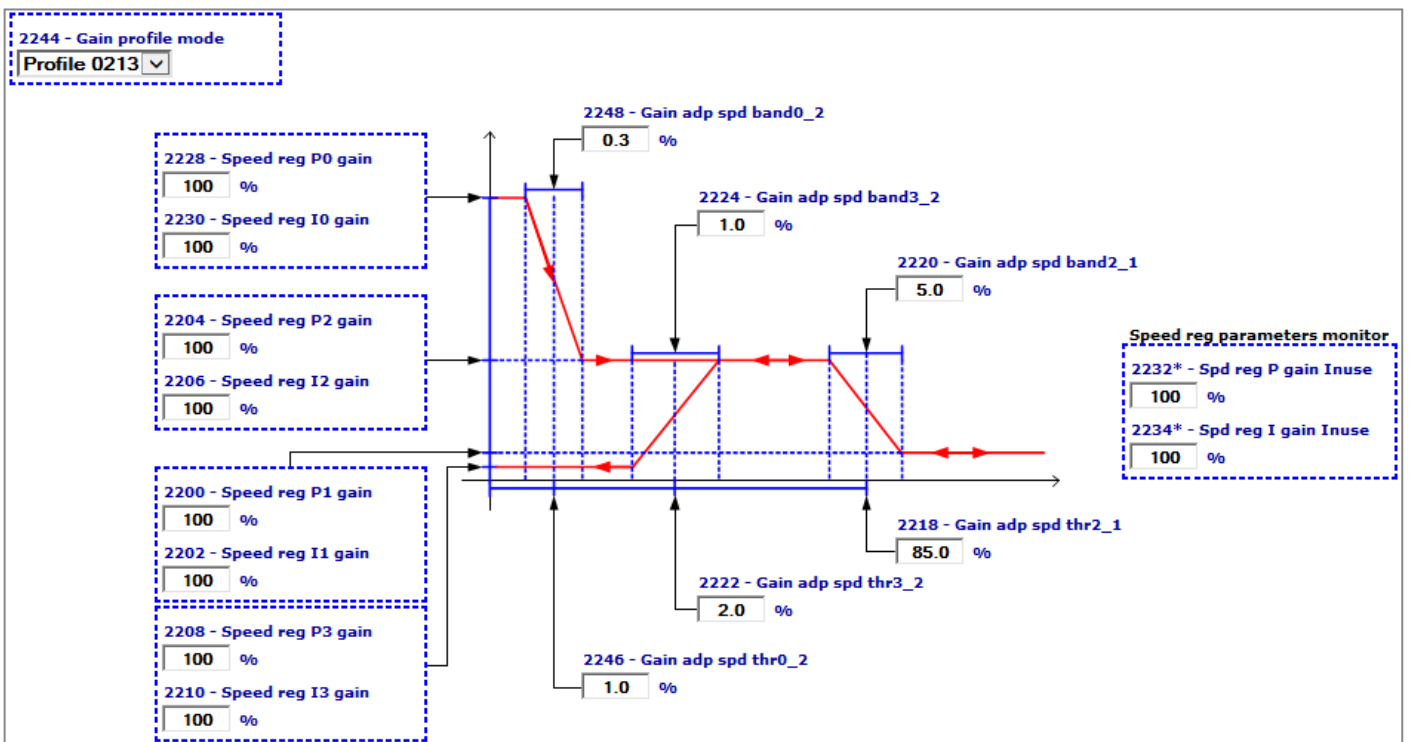 2244 - Gain profile mode
Profile 0213
2248 - Gain adp spd band0_2
0.3 %
2228 - Speed reg P0 gain
100 %
2230 - Speed reg I0 gain
100 %
2224 - Gain adp spd band3_2
1.0 %
2220 - Gain adp spd band2_1
5.0 %
2204 - Speed reg P2 gain
100 %
2206 - Speed reg I2 gain
100 %
Speed reg parameters monitor
2232* - Spd reg P gain Inuse
100 %
2234* - Spd reg I gain Inuse
100 %
2200 - Speed reg P1 gain
100 %
2202 - Speed reg I1 gain
100 %
2218 - Gain adp spd thr2_1
85.0 %
2222 - Gain adp spd thr3_2
2.0 %
2208 - Speed reg P3 gain
100 %
2210 - Speed reg I3 gain
100 %
2246 - Gain adp spd thr0_2
1.0 %